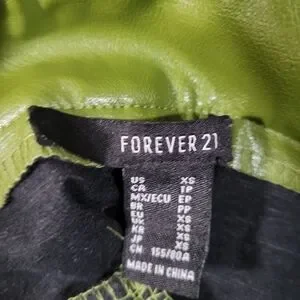 FOREVER 21
US XS
CA TP
MX/ECU EP
BR PP
EU XS
UK XS
KR XS
JP XS
CN 155/80A
MADE IN CHINA